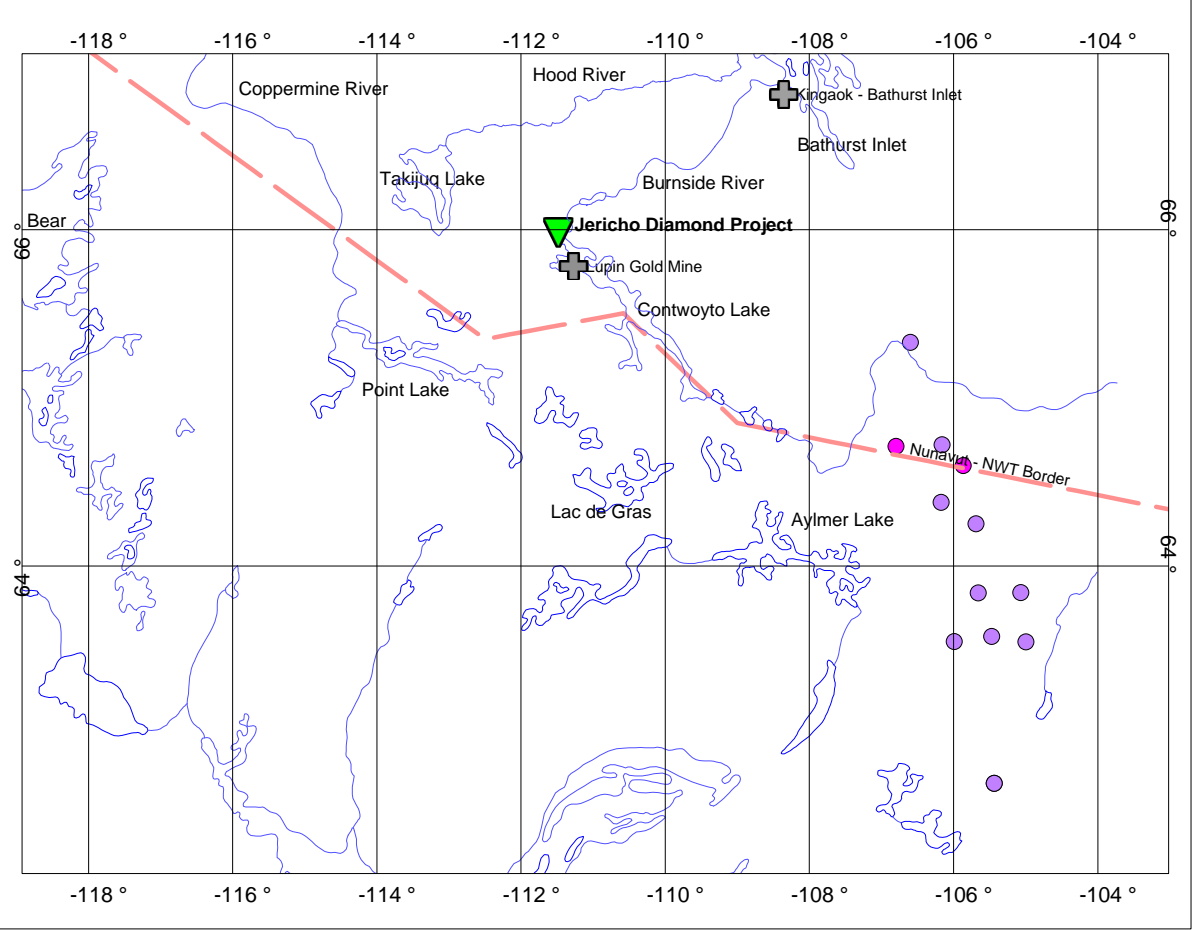 -118 ° -116 ° -114 ° -112 ° -110 ° -108 ° -106 ° -104 °
Hood River
Coppermine River
Kingaok - Bathurst Inlet
Bathurst Inlet
Takijuq Lake
Burnside River
Bear
Jericho Diamond Project
66 °
66 °
Lupin Gold Mine
Contwoyto Lake
Point Lake
Nunavut - NWT Border
Lac de Gras
Aylmer Lake
64 °
64 °
-118 ° -116 ° -114 ° -112 ° -110 ° -108 ° -106 ° -104 °